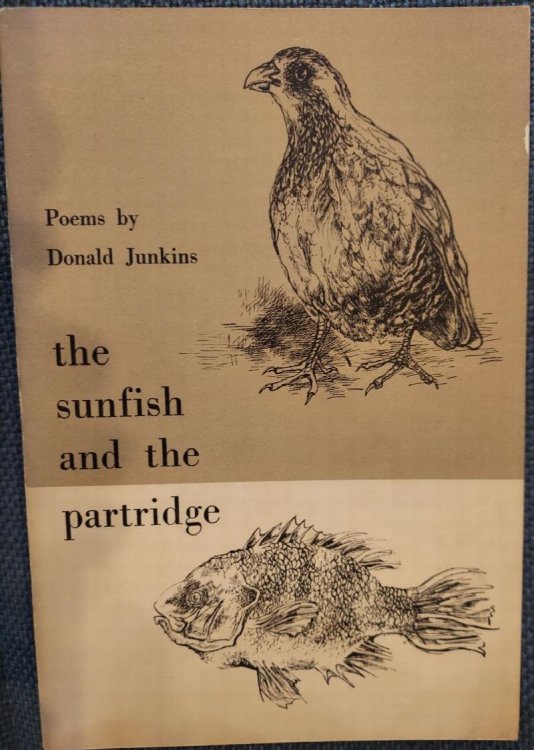 Poems by
Donald Junkins
the
sunfish
and the
partridge